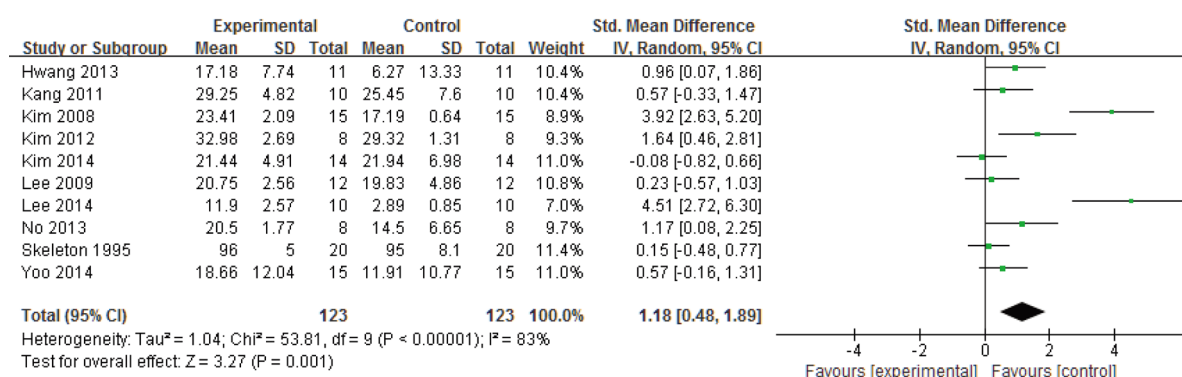 Experimental Control Std. Mean Difference Std. Mean Difference
Study or Subgroup Mean SD Total Mean SD Total Weight IV, Random, 95% CI IV, Random, 95% CI
Hwang 2013 17.18 7.74 11 6.27 13.33 11 10.4% 0.96 [0.07, 1.86]
Kang 2011 29.25 4.82 10 25.45 7.6 10 10.4% 0.57 [-0.33, 1.47]
Kim 2008 23.41 2.09 15 17.19 0.64 15 8.9% 3.92 [2.63, 5.20]
Kim 2012 32.98 2.69 8 29.32 1.31 8 9.3% 1.64 [0.46, 2.81]
Kim 2014 21.44 4.91 14 21.94 6.98 14 11.0% -0.08 [-0.82, 0.66]
Lee 2009 20.75 2.56 12 19.83 4.86 12 10.8% 0.23 [-0.57, 1.03]
Lee 2014 11.9 2.57 10 2.89 0.85 10 7.0% 4.51 [2.72, 6.30]
No 2013 20.5 1.77 8 14.5 6.65 8 9.7% 1.17 [0.08, 2.25]
Skeleton 1995 96 5 20 95 8.1 20 11.4% 0.15 [-0.48, 0.77]
Yoo 2014 18.66 12.04 15 11.91 10.77 15 11.0% 0.57 [-0.16, 1.31]
Total (95% CI) 123 123 100.0% 1.18 [0.48, 1.89]
Heterogeneity: Tau² = 1.04; Chi² = 53.81, df = 9 (P < 0.00001); I² = 83%
Test for overall effect: Z = 3.27 (P = 0.001)
-4 -2 0 2 4
Favours [experimental] Favours [control]